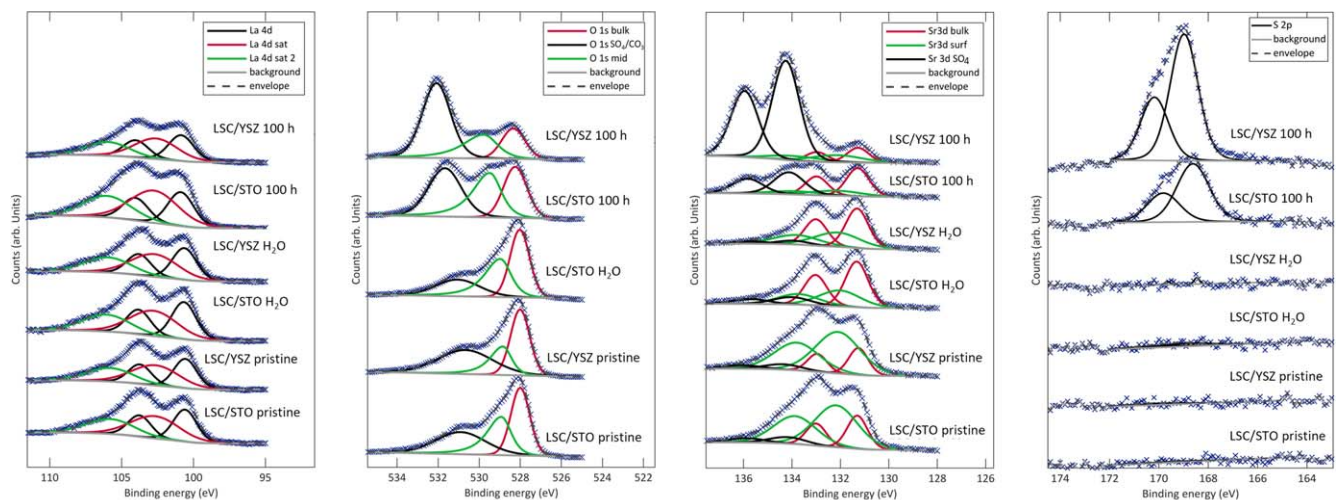 La 4d
La 4d sat
La 4d sat 2
background
envelope
LSC/YSZ 100 h
LSC/STO 100 h
LSC/YSZ H₂O
LSC/STO H₂O
LSC/YSZ pristine
LSC/STO pristine
Counts (arb. Units)
110 105 100 95
Binding energy (eV)
O 1s bulk
O 1s SO₄/CO₃
O 1s mid
background
envelope
LSC/YSZ 100 h
LSC/STO 100 h
LSC/STO H₂O
LSC/YSZ pristine
LSC/STO pristine
Counts (arb. Units)
534 532 530 528 526 524
Binding energy (eV)
Sr3d bulk
Sr3d surf
Sr 3d SO₄
background
envelope
LSC/YSZ 100 h
LSC/STO 100 h
LSC/YSZ H₂O
LSC/STO H₂O
LSC/YSZ pristine
LSC/STO pristine
Counts (arb. Units)
136 134 132 130 128 126
Binding energy (eV)
S 2p
background
envelope
LSC/YSZ 100 h
LSC/STO 100 h
LSC/YSZ H₂O
LSC/STO H₂O
LSC/YSZ pristine
LSC/STO pristine
Counts (arb. Units)
174 172 170 168 166 164
Binding energy (eV)